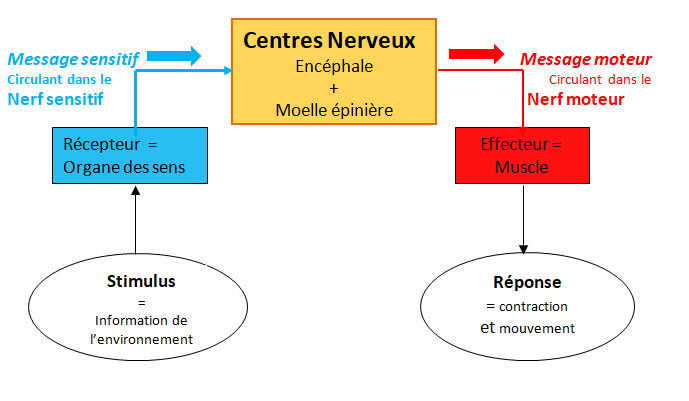 Message sensitif
Circulant dans le
Nerf sensitif
Centres Nerveux
Encéphale
+
Moelle épinière
Message moteur
Circulant dans le
Nerf moteur
Récepteur =
Organe des sens
Effecteur =
Muscle
Stimulus
=
Information de
l'environnement
Réponse
= contraction
et mouvement